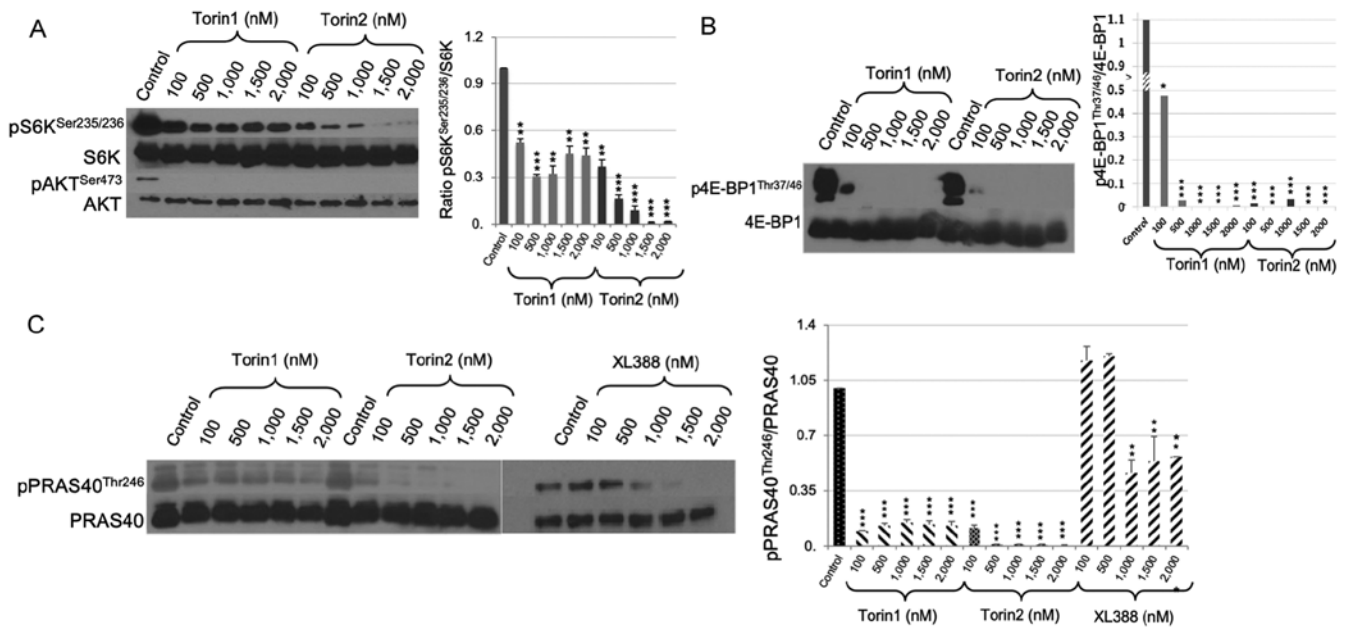 A
Torin1 (nM) Torin2 (nM)
Control 100 500 1,000 1,500 2,000 100 500 1,000 1,500 2,000
pS6K^Ser235/236
S6K
pAKT^Ser473
AKT
Ratio pS6K^Ser235/236/S6K
1.2
0.9
0.6
0.3
0.
** *** ** ** ** ** *** *** *** ***
Control 100 500 1,000 1,500 2,000 100 500 1,000 1,500 2,000
Torin1 (nM) Torin2 (nM)
B
Torin1 (nM) Torin2 (nM)
Control 100 500 1,000 1,500 2,000 Control 100 500 1,000 1,500 2,000
p4E-BP1^Thr37/46
4E-BP1
p4E-BP1^Thr37/46/4E-BP1
1.1
1
0.9
0.5
0.4
0.3
0.2
0.1
0.
* *** *** *** *** *** *** *** *** ***
Control 100 500 1000 1500 2000 100 500 1000 1500 2000
Torin1 (nM) Torin2 (nM)
C
Torin1 (nM) Torin2 (nM) XL388 (nM)
Control 100 500 1,000 1,500 2,000 Control 100 500 1,000 1,500 2,000 Control 100 500 1,000 1,500 2,000
pPRAS40^Thr246
PRAS40
pPRAS40^Thr246/PRAS40
1.4
1.05
0.7
0.35
0.
*** *** *** *** *** *** *** *** *** *** ** ** **
Control 100 500 1,000 1,500 2,000 100 500 1,000 1,500 2,000 100 500 1,000 1,500 2,000
Torin1 (nM) Torin2 (nM) XL388 (nM)